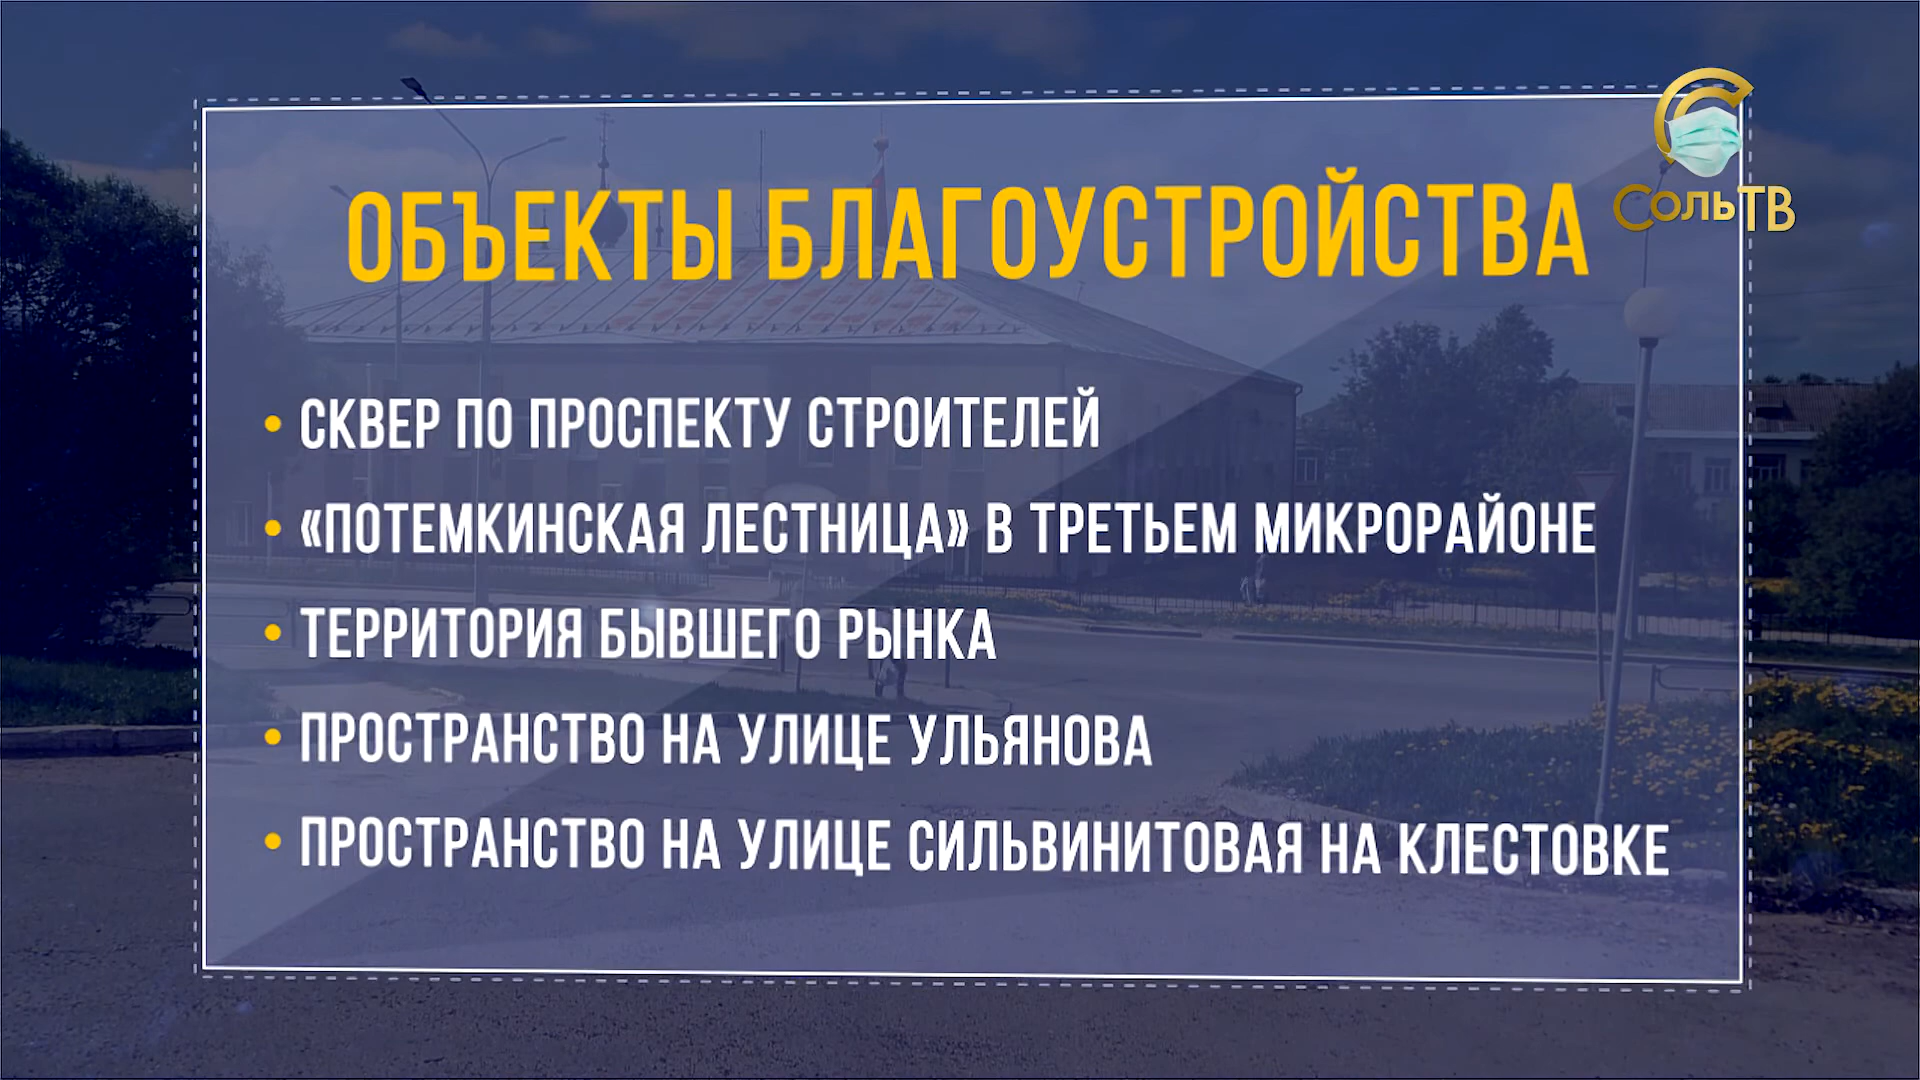 СольТВ
ОБЪЕКТЫ БЛАГОУСТРОЙСТВА
• СКВЕР ПО ПРОСПЕКТУ СТРОИТЕЛЕЙ
• «ПОТЕМКИНСКАЯ ЛЕСТНИЦА» В ТРЕТЬЕМ МИКРОРАЙОНЕ
• ТЕРРИТОРИЯ БЫВШЕГО РЫНКА
• ПРОСТРАНСТВО НА УЛИЦЕ УЛЬЯНОВА
• ПРОСТРАНСТВО НА УЛИЦЕ СИЛЬВИНИТОВАЯ НА КЛЕСТОВКЕ